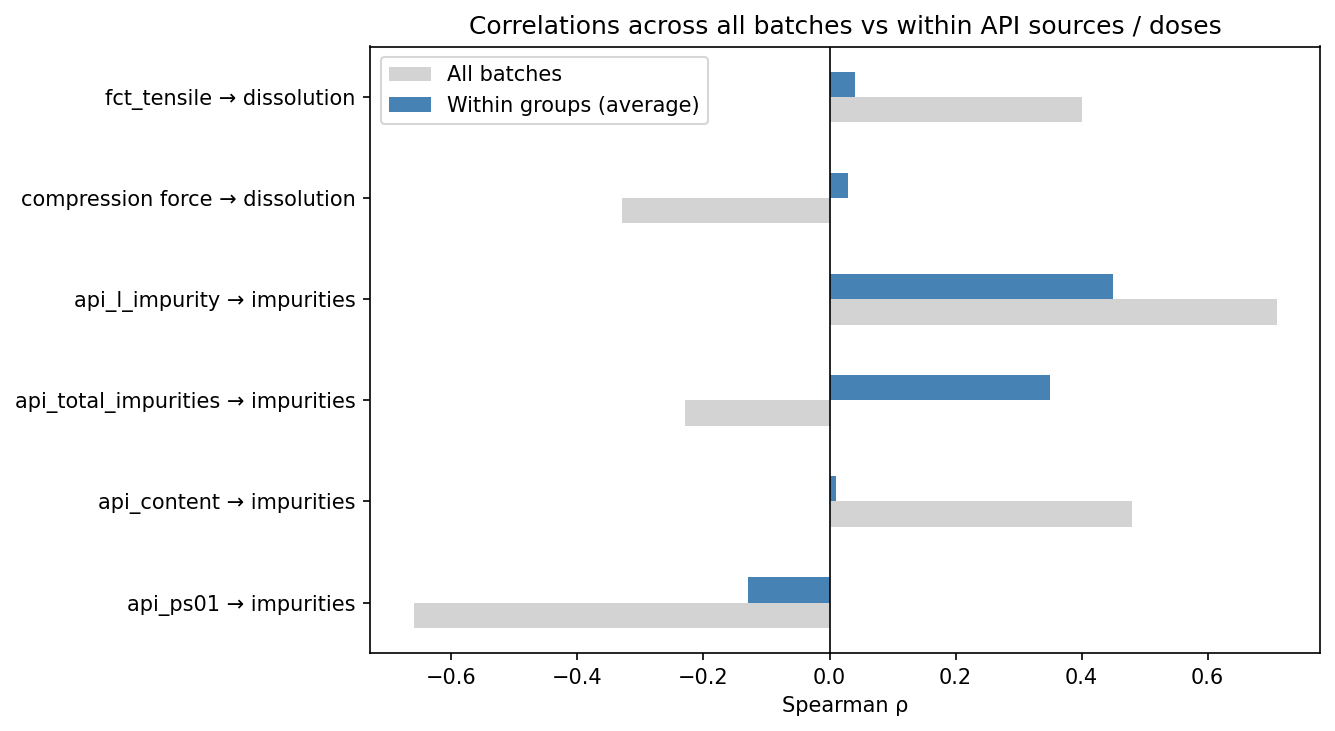 Correlations across all batches vs within API sources / doses
All batches
Within groups (average)
fct_tensile → dissolution
compression force → dissolution
api_l_impurity → impurities
api_total_impurities → impurities
api_content → impurities
api_ps01 → impurities
−0.6 −0.4 −0.2 0.0 0.2 0.4 0.6
Spearman ρ